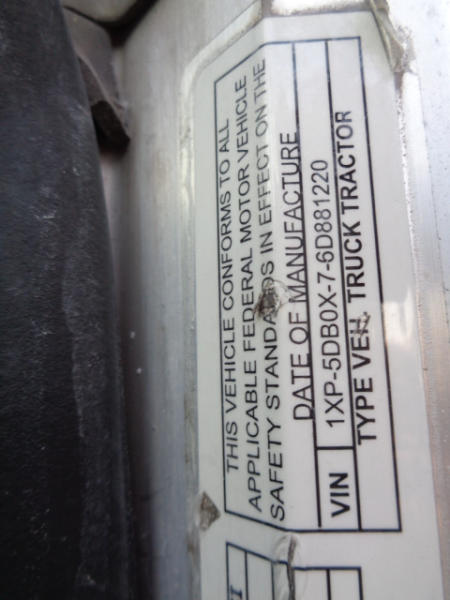 THIS VEHICLE CONFORMS TO ALL
APPLICABLE FEDERAL MOTOR VEHICLE
SAFETY STANDARDS IN EFFECT ON THE
DATE OF MANUFACTURE
VIN 1XP-5DB0X-7-6D881220
TYPE VEH. TRUCK TRACTOR